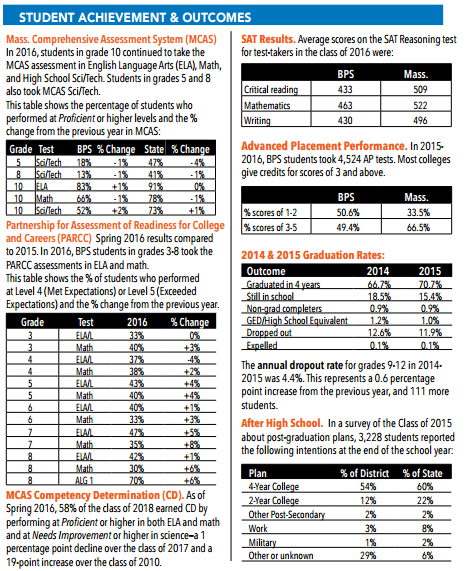 STUDENT ACHIEVEMENT & OUTCOMES
Mass. Comprehensive Assessment System (MCAS)
In 2016, students in grade 10 continued to take the
MCAS assessment in English Language Arts (ELA), Math,
and High School Sci/Tech. Students in grades 5 and 8
also took MCAS Sci/Tech.
This table shows the percentage of students who
performed at Proficient or higher levels and the %
change from the previous year in MCAS:
Grade Test BPS % Change State % Change
5 Sci/Tech 18% -1% 47% -4%
8 Sci/Tech 13% -1% 41% -1%
10 ELA 83% +1% 91% 0%
10 Math 66% -1% 78% -1%
10 Sci/Tech 52% +2% 73% +1%
Partnership for Assessment of Readiness for College
and Careers (PARCC) Spring 2016 results compared
to 2015. In 2016, BPS students in grades 3-8 took the
PARCC assessments in ELA and math.
This table shows the % of students who performed
at Level 4 (Met Expectations) or Level 5 (Exceeded
Expectations) and the % change from the previous year.
Grade Test 2016 % Change
3 ELA/L 33% 0%
3 Math 40% +3%
4 ELA/L 37% -4%
4 Math 38% +2%
5 ELA/L 43% +4%
5 Math 40% +4%
6 ELA/L 40% +1%
6 Math 33% +3%
7 ELA/L 47% +5%
7 Math 35% +8%
8 ELA/L 42% +1%
8 Math 30% +6%
8 ALG 1 70% +6%
MCAS Competency Determination (CD). As of
Spring 2016, 58% of the class of 2018 earned CD by
performing at Proficient or higher in both ELA and math
and at Needs Improvement or higher in science—a 1
percentage point decline over the class of 2017 and a
19-point increase over the class of 2010.
SAT Results. Average scores on the SAT Reasoning test
for test-takers in the class of 2016 were:
BPS Mass.
Critical reading 433 509
Mathematics 463 522
Writing 430 496
Advanced Placement Performance. In 2015-
2016, BPS students took 4,524 AP tests. Most colleges
give credits for scores of 3 and above.
BPS Mass.
% scores of 1-2 50.6% 33.5%
% scores of 3-5 49.4% 66.5%
2014 & 2015 Graduation Rates:
Outcome 2014 2015
Graduated in 4 years 66.7% 70.7%
Still in school 18.5% 15.4%
Non-grad completers 0.9% 0.9%
GED/High School Equivalent 1.2% 1.0%
Dropped out 12.6% 11.9%
Expelled 0.1% 0.1%
The annual dropout rate for grades 9-12 in 2014-
2015 was 4.4%. This represents a 0.6 percentage
point increase from the previous year, and 111 more
students.
After High School. In a survey of the Class of 2015
about post-graduation plans, 3,228 students reported
the following intentions at the end of the school year:
Plan % of District % of State
4-Year College 54% 60%
2-Year College 12% 22%
Other Post-Secondary 2% 2%
Work 3% 8%
Military 1% 2%
Other or unknown 29% 6%